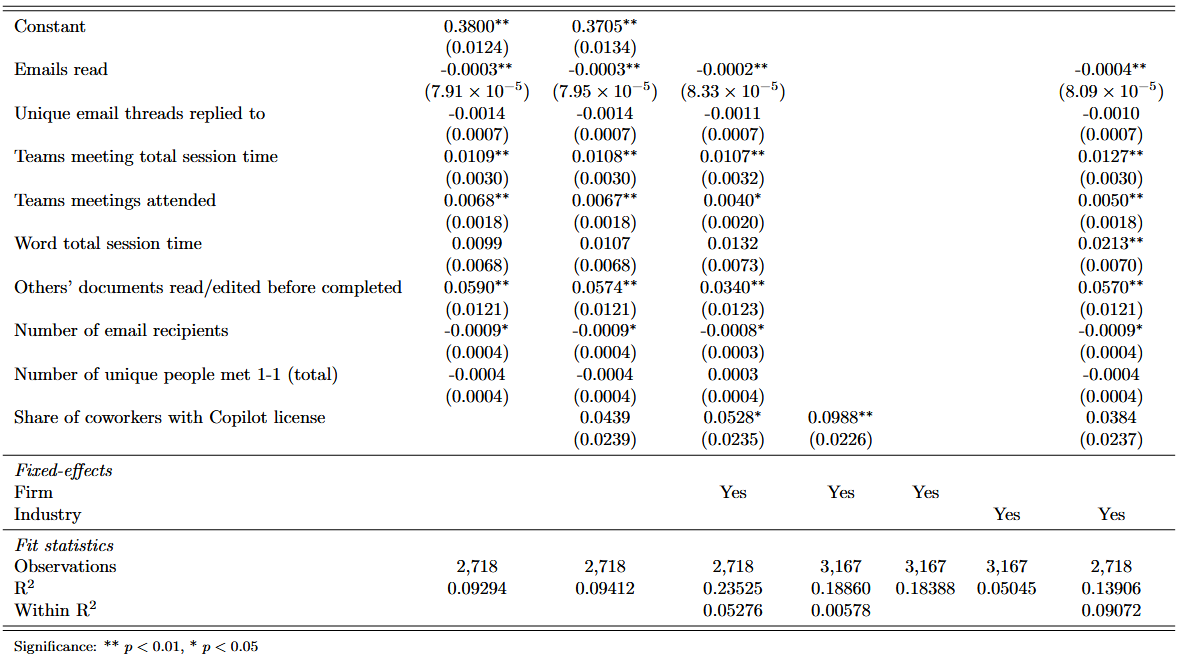 Constant 0.3800** 0.3705**
(0.0124) (0.0134)
Emails read -0.0003** -0.0003** -0.0002** -0.0004**
(7.91 × 10⁻⁵) (7.95 × 10⁻⁵) (8.33 × 10⁻⁵) (8.09 × 10⁻⁵)
Unique email threads replied to -0.0014 -0.0014 -0.0011 -0.0010
(0.0007) (0.0007) (0.0007) (0.0007)
Teams meeting total session time 0.0109** 0.0108** 0.0107** 0.0127**
(0.0030) (0.0030) (0.0032) (0.0030)
Teams meetings attended 0.0068** 0.0067** 0.0040* 0.0050**
(0.0018) (0.0018) (0.0020) (0.0018)
Word total session time 0.0099 0.0107 0.0132 0.0213**
(0.0068) (0.0068) (0.0073) (0.0070)
Others’ documents read/edited before completed 0.0590** 0.0574** 0.0340** 0.0570**
(0.0121) (0.0121) (0.0123) (0.0121)
Number of email recipients -0.0009* -0.0009* -0.0008* -0.0009*
(0.0004) (0.0004) (0.0003) (0.0004)
Number of unique people met 1-1 (total) -0.0004 -0.0004 0.0003 -0.0004
(0.0004) (0.0004) (0.0004) (0.0004)
Share of coworkers with Copilot license 0.0439 0.0528* 0.0988** 0.0384
(0.0239) (0.0235) (0.0226) (0.0237)
Fixed-effects
Firm Yes Yes Yes
Industry Yes Yes
Fit statistics
Observations 2,718 2,718 2,718 3,167 3,167 3,167 2,718
R² 0.09294 0.09412 0.23525 0.18860 0.18388 0.05045 0.13906
Within R² 0.05276 0.00578 0.09072
Significance: ** p < 0.01, * p < 0.05